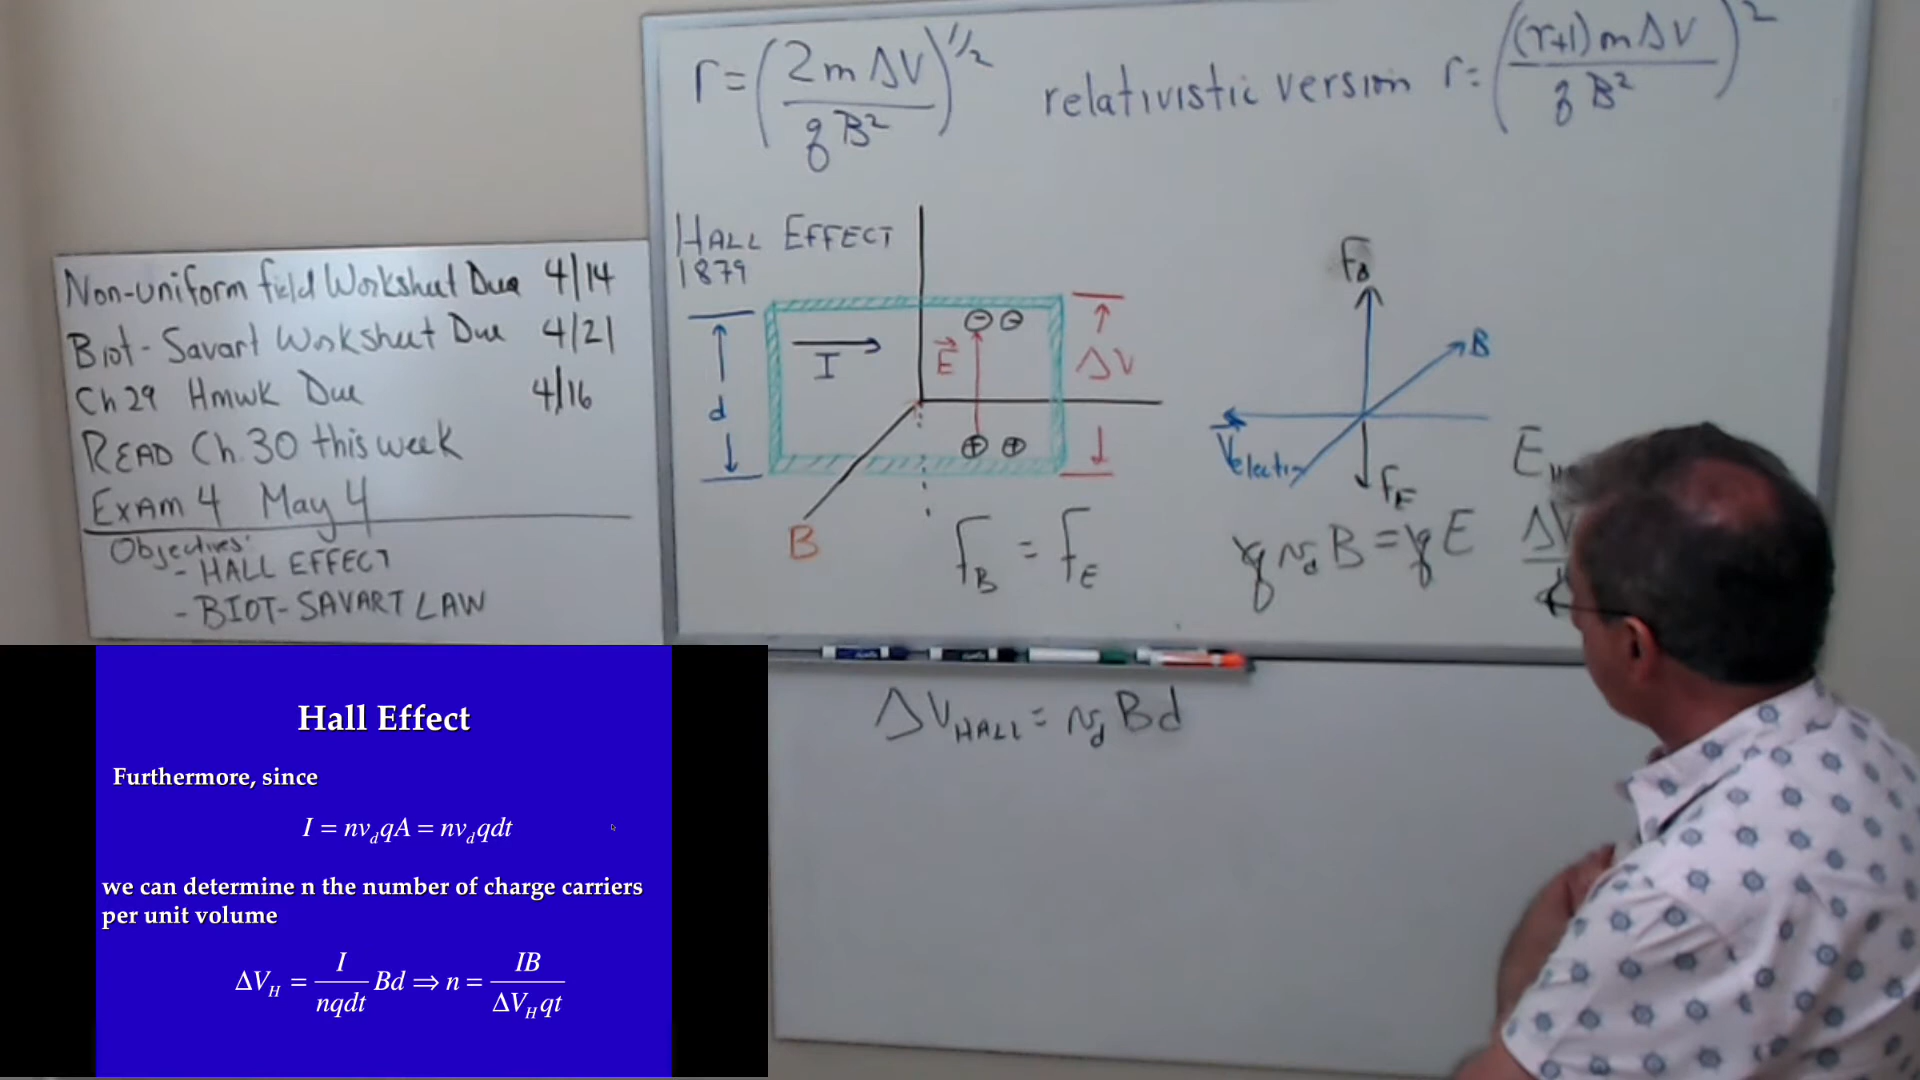 r = (2mΔV / qB²)^1/2 relativistic version r = ((γ+1)mΔV / qB²)^2
HALL EFFECT
1879
I
E
d
ΔV
B
F_B = F_E
F_B
B
V_electron
F_E
q v_d B = q E
ΔV_HALL = v_d Bd
Non-uniform field Worksheet Due 4/14
Biot-Savart Worksheet Due 4/21
Ch 29 Hmwk Due 4/16
READ Ch. 30 this week
EXAM 4 May 4
Objectives:
- HALL EFFECT
- BIOT-SAVART LAW
Hall Effect
Furthermore, since
I = nv_d qA = nv_d qdt
we can determine n the number of charge carriers
per unit volume
ΔV_H = I / nqdt Bd ⇒ n = IB / ΔV_H qt